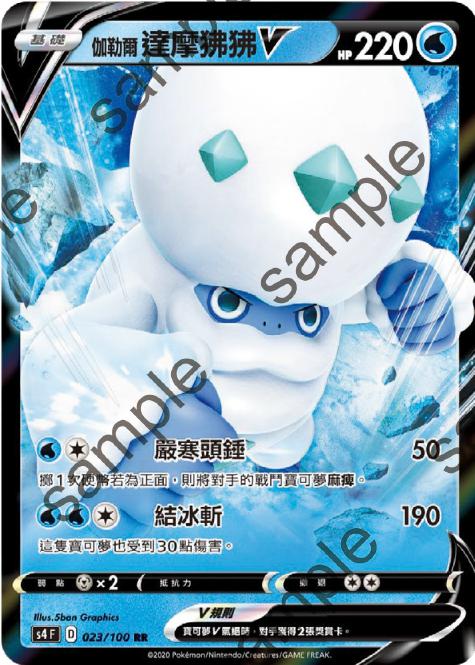 基礎 伽勒爾 達摩狒狒V HP220
嚴寒頭錘 50
擲1次硬幣若為正面,則將對手的戰鬥寶可夢麻痺。
結冰斬 190
這隻寶可夢也受到30點傷害。
弱點 ×2 抵抗力 撤退
V規則
寶可夢V氣絕時,對手獲得2張獎賞卡。
Illus.5ban Graphics
s4 F D 023/100 RR
©2020 Pokémon/Nintendo/Creatures/GAME FREAK.
sample
sample
sample
sample
sample